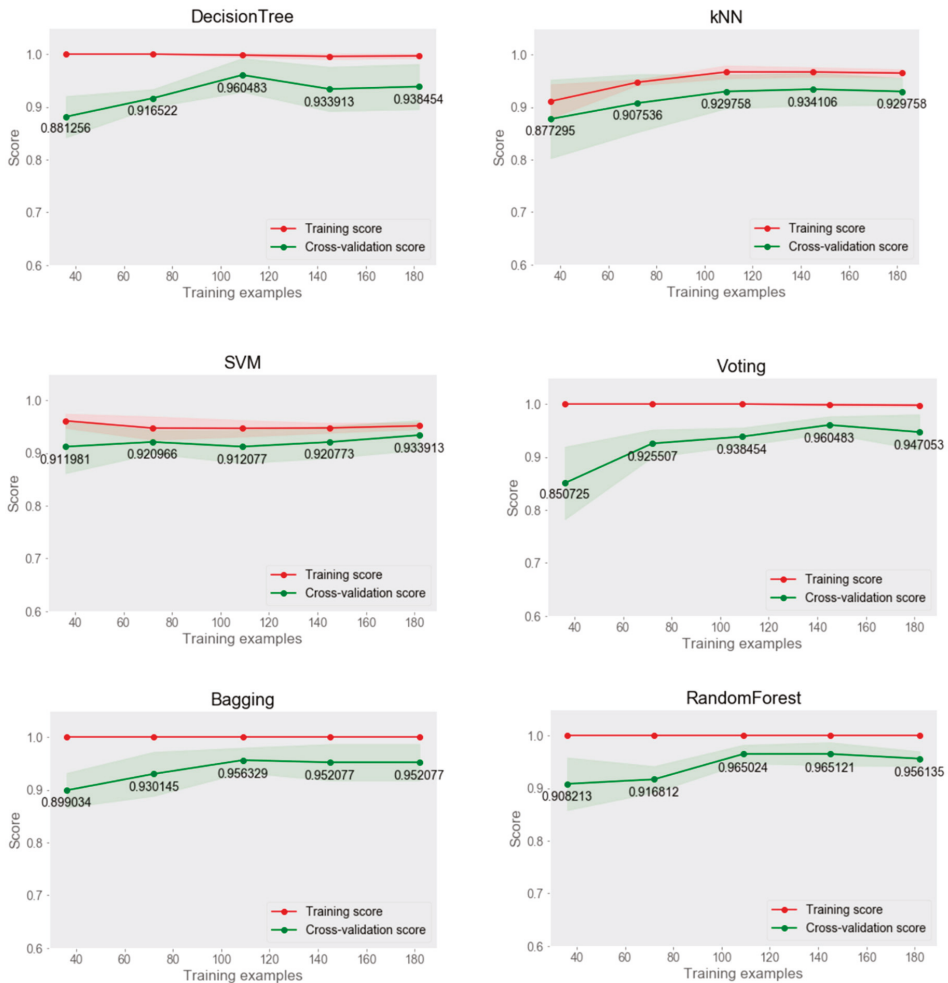 DecisionTree
1.0
0.9
0.8
0.7
0.6
Score
0.881256
0.916522
0.960483
0.933913
0.938454
Training score
Cross-validation score
40 60 80 100 120 140 160 180
Training examples
kNN
1.0
0.9
0.8
0.7
0.6
Score
0.877295
0.907536
0.929758
0.934106
0.929758
Training score
Cross-validation score
40 60 80 100 120 140 160 180
Training examples
SVM
1.0
0.9
0.8
0.7
0.6
Score
0.911981
0.920966
0.912077
0.920773
0.933913
Training score
Cross-validation score
40 60 80 100 120 140 160 180
Training examples
Voting
1.0
0.9
0.8
0.7
0.6
Score
0.850725
0.925507
0.938454
0.960483
0.947053
Training score
Cross-validation score
40 60 80 100 120 140 160 180
Training examples
Bagging
1.0
0.9
0.8
0.7
0.6
Score
0.899034
0.930145
0.956329
0.952077
0.952077
Training score
Cross-validation score
40 60 80 100 120 140 160 180
Training examples
RandomForest
1.0
0.9
0.8
0.7
0.6
Score
0.908213
0.916812
0.965024
0.965121
0.956135
Training score
Cross-validation score
40 60 80 100 120 140 160 180
Training examples